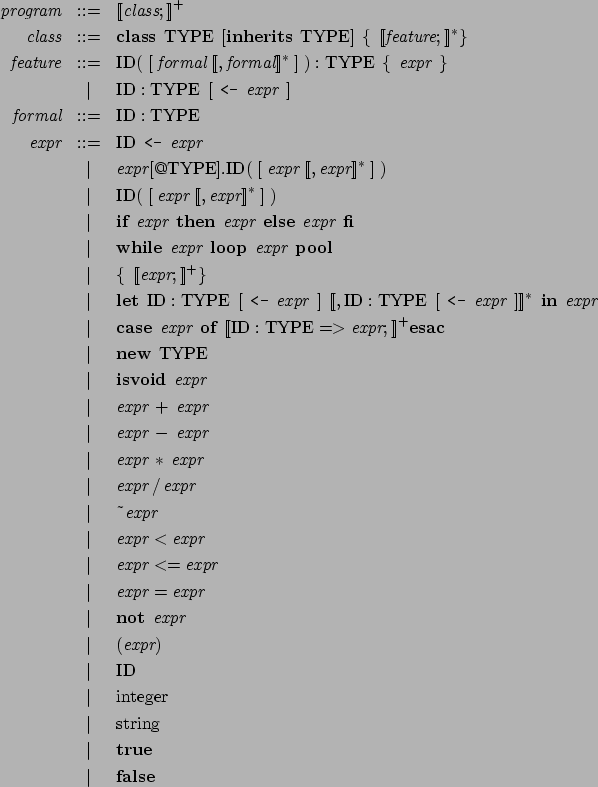 program ::= ⟦class;⟧⁺
class ::= class TYPE [inherits TYPE] { ⟦feature;⟧* }
feature ::= ID( [ formal ⟦, formal⟧* ] ) : TYPE { expr }
| ID : TYPE [ <- expr ]
formal ::= ID : TYPE
expr ::= ID <- expr
| expr[@TYPE].ID( [ expr ⟦, expr⟧* ] )
| ID( [ expr ⟦, expr⟧* ] )
| if expr then expr else expr fi
| while expr loop expr pool
| { ⟦expr;⟧⁺ }
| let ID : TYPE [ <- expr ] ⟦, ID : TYPE [ <- expr ]⟧* in expr
| case expr of ⟦ID : TYPE => expr;⟧⁺ esac
| new TYPE
| isvoid expr
| expr + expr
| expr − expr
| expr * expr
| expr / expr
| ~expr
| expr < expr
| expr <= expr
| expr = expr
| not expr
| (expr)
| ID
| integer
| string
| true
| false